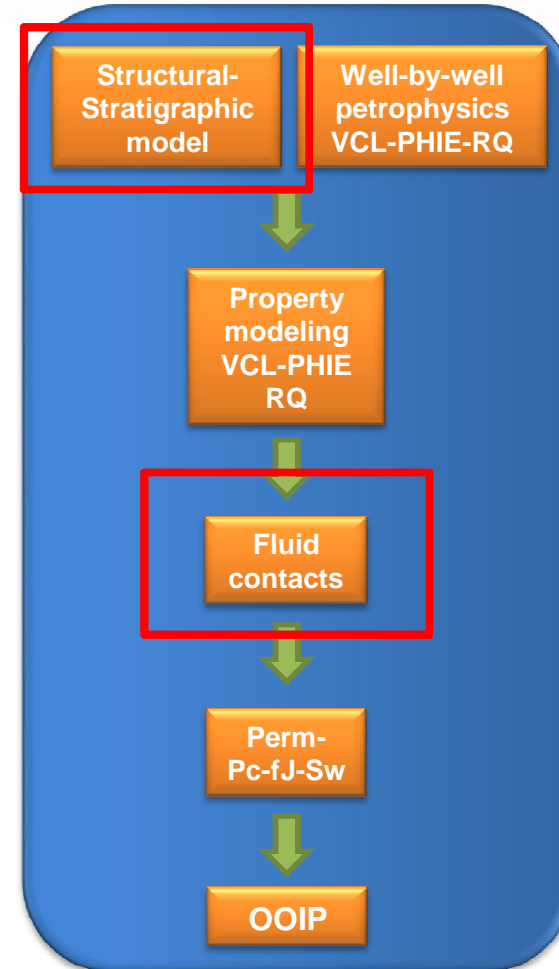 Structural-
Stratigraphic
model
Well-by-well
petrophysics
VCL-PHIE-RQ
Property
modeling
VCL-PHIE
RQ
Fluid
contacts
Perm-
Pc-fJ-Sw
OOIP